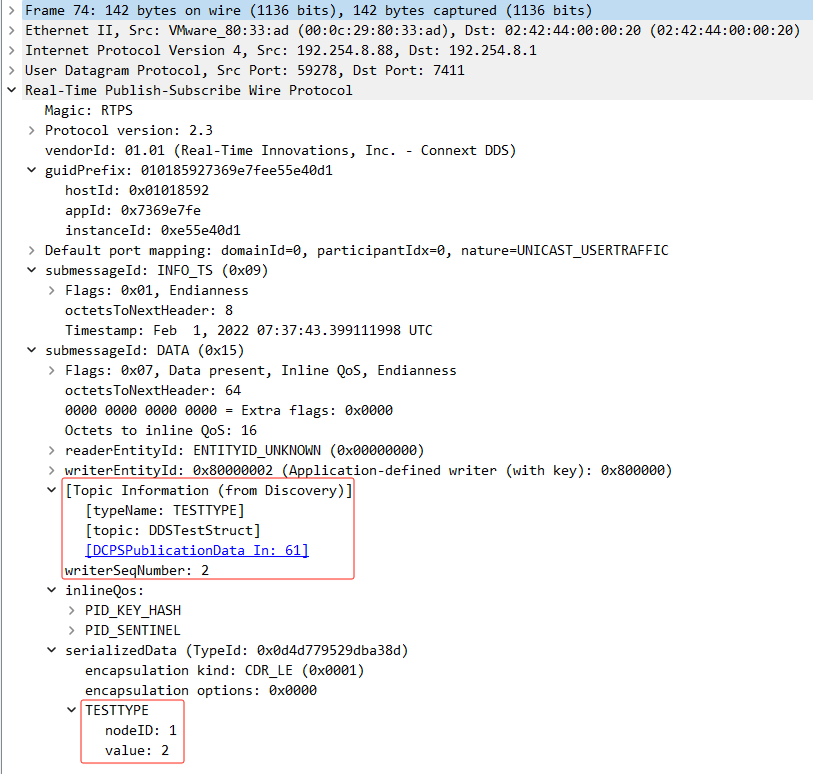 Frame 74: 142 bytes on wire (1136 bits), 142 bytes captured (1136 bits)
Ethernet II, Src: VMware_80:33:ad (00:0c:29:80:33:ad), Dst: 02:42:44:00:00:20 (02:42:44:00:00:20)
Internet Protocol Version 4, Src: 192.254.8.88, Dst: 192.254.8.1
User Datagram Protocol, Src Port: 59278, Dst Port: 7411
Real-Time Publish-Subscribe Wire Protocol
Magic: RTPS
Protocol version: 2.3
vendorId: 01.01 (Real-Time Innovations, Inc. - Connext DDS)
guidPrefix: 010185927369e7fee55e40d1
hostId: 0x01018592
appId: 0x7369e7fe
instanceId: 0xe55e40d1
Default port mapping: domainId=0, participantIdx=0, nature=UNICAST_USERTRAFFIC
submessageId: INFO_TS (0x09)
Flags: 0x01, Endianness
octetsToNextHeader: 8
Timestamp: Feb  1, 2022 07:37:43.399111998 UTC
submessageId: DATA (0x15)
Flags: 0x07, Data present, Inline QoS, Endianness
octetsToNextHeader: 64
0000 0000 0000 0000 = Extra flags: 0x0000
Octets to inline QoS: 16
readerEntityId: ENTITYID_UNKNOWN (0x00000000)
writerEntityId: 0x80000002 (Application-defined writer (with key): 0x800000)
[Topic Information (from Discovery)]
[typeName: TESTTYPE]
[topic: DDSTestStruct]
[DCPSPublicationData In: 61]
writerSeqNumber: 2
inlineQos:
PID_KEY_HASH
PID_SENTINEL
serializedData (TypeId: 0x0d4d779529dba38d)
encapsulation kind: CDR_LE (0x0001)
encapsulation options: 0x0000
TESTTYPE
nodeID: 1
value: 2